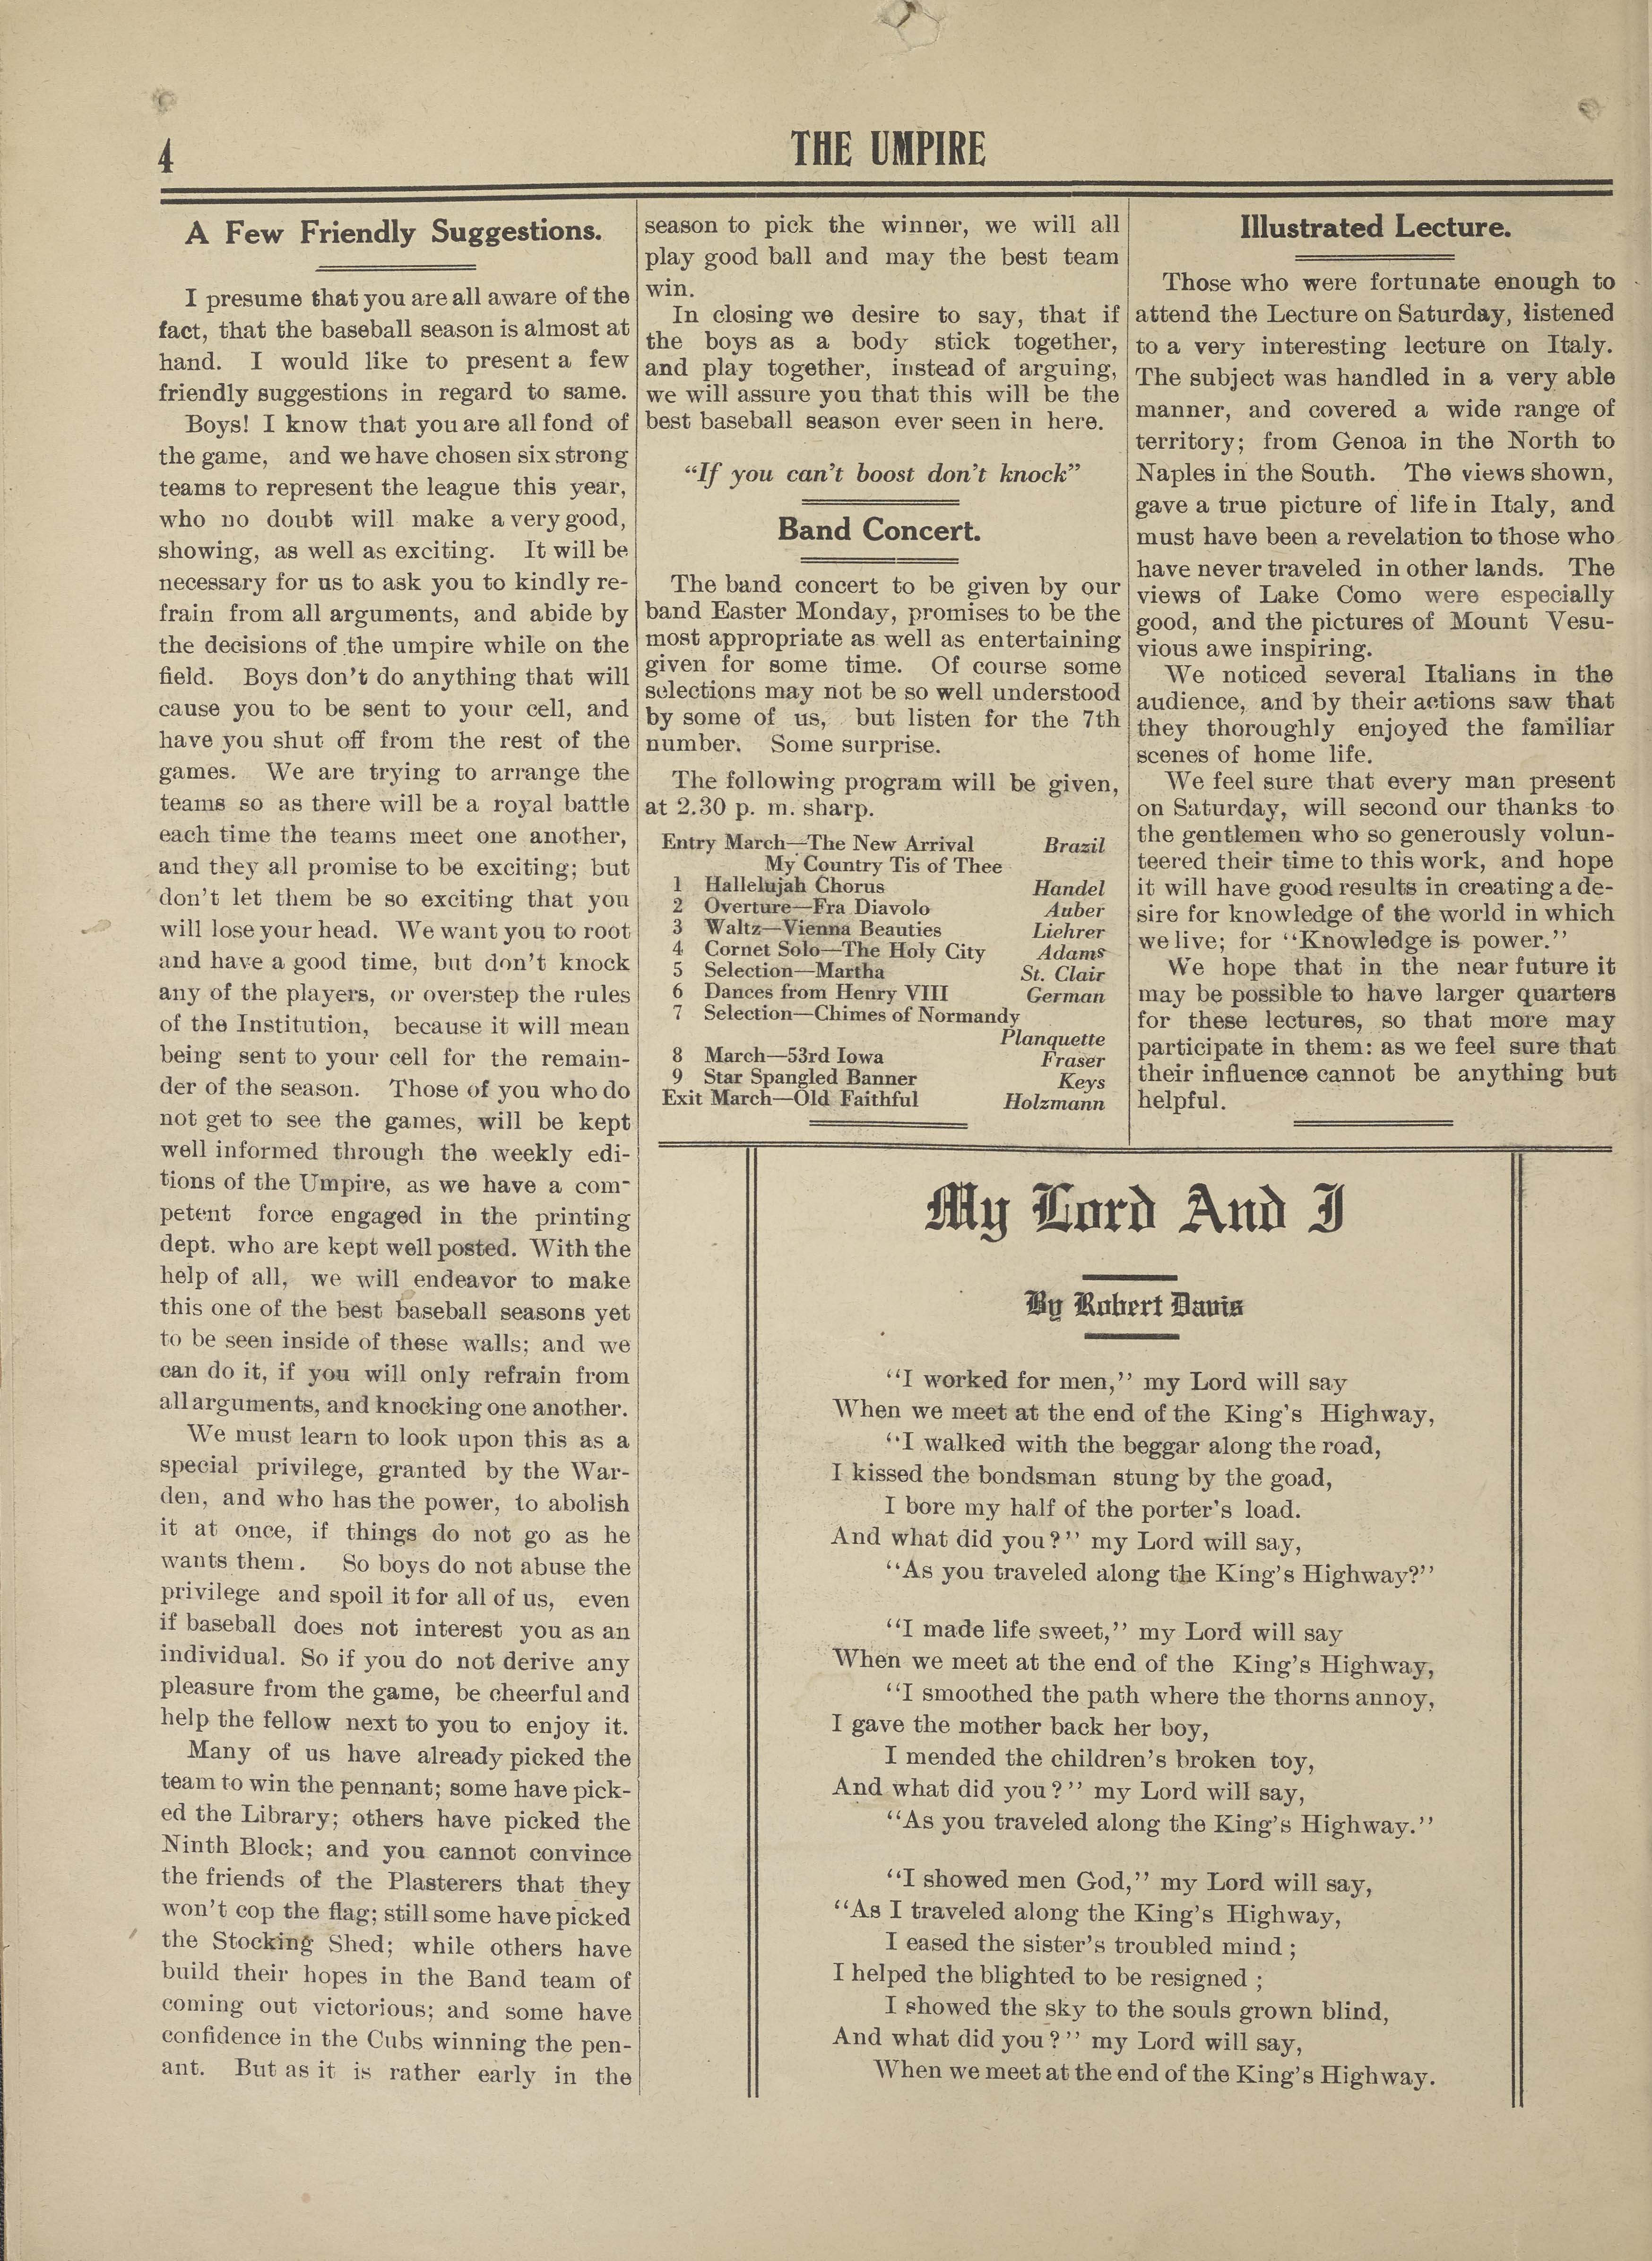 4
THE UMPIRE
A Few Friendly Suggestions.
I presume that you are all aware of the
fact, that the baseball season is almost at
hand. I would like to present a few
friendly suggestions in regard to same.
Boys! I know that you are all fond of
the game, and we have chosen six strong
teams to represent the league this year,
who no doubt will make a very good,
showing, as well as exciting. It will be
necessary for us to ask you to kindly re-
frain from all arguments, and abide by
the decisions of the umpire while on the
field. Boys don't do anything that will
cause you to be sent to your cell, and
have you shut off from the rest of the
games. We are trying to arrange the
teams so as there will be a royal battle
each time the teams meet one another,
and they all promise to be exciting; but
don't let them be so exciting that you
will lose your head. We want you to root
and have a good time, but don't knock
any of the players, or overstep the rules
of the Institution, because it will mean
being sent to your cell for the remain-
der of the season. Those of you who do
not get to see the games, will be kept
well informed through the weekly edi-
tions of the Umpire, as we have a com-
petent force engaged in the printing
dept. who are kept well posted. With the
help of all, we will endeavor to make
this one of the best baseball seasons yet
to be seen inside of these walls; and we
can do it, if you will only refrain from
all arguments, and knocking one another.
We must learn to look upon this as a
special privilege, granted by the War-
den, and who has the power, to abolish
it at once, if things do not go as he
wants them. So boys do not abuse the
privilege and spoil it for all of us, even
if baseball does not interest you as an
individual. So if you do not derive any
pleasure from the game, be cheerful and
help the fellow next to you to enjoy it.
Many of us have already picked the
team to win the pennant; some have pick-
ed the Library; others have picked the
Ninth Block; and you cannot convince
the friends of the Plasterers that they
won't cop the flag; still some have picked
the Stocking Shed; while others have
build their hopes in the Band team of
coming out victorious; and some have
confidence in the Cubs winning the pen-
ant. But as it is rather early in the
season to pick the winner, we will all
play good ball and may the best team
win.
In closing we desire to say, that if
the boys as a body stick together,
and play together, instead of arguing,
we will assure you that this will be the
best baseball season ever seen in here.
"If you can't boost don't knock"
Band Concert.
The band concert to be given by our
band Easter Monday, promises to be the
most appropriate as well as entertaining
given for some time. Of course some
selections may not be so well understood
by some of us, but listen for the 7th
number. Some surprise.
The following program will be given,
at 2.30 p. m. sharp.
Entry March—The New Arrival Brazil
My Country Tis of Thee
1 Hallelujah Chorus Handel
2 Overture—Fra Diavolo Auber
3 Waltz—Vienna Beauties Liehrer
4 Cornet Solo—The Holy City Adams
5 Selection—Martha St. Clair
6 Dances from Henry VIII German
7 Selection—Chimes of Normandy
Planquette
8 March—53rd Iowa Fraser
9 Star Spangled Banner Keys
Exit March—Old Faithful Holzmann
Illustrated Lecture.
Those who were fortunate enough to
attend the Lecture on Saturday, listened
to a very interesting lecture on Italy.
The subject was handled in a very able
manner, and covered a wide range of
territory; from Genoa in the North to
Naples in the South. The views shown,
gave a true picture of life in Italy, and
must have been a revelation to those who
have never traveled in other lands. The
views of Lake Como were especially
good, and the pictures of Mount Vesu-
vious awe inspiring.
We noticed several Italians in the
audience, and by their actions saw that
they thoroughly enjoyed the familiar
scenes of home life.
We feel sure that every man present
on Saturday, will second our thanks to
the gentlemen who so generously volun-
teered their time to this work, and hope
it will have good results in creating a de-
sire for knowledge of the world in which
we live; for "Knowledge is power."
We hope that in the near future it
may be possible to have larger quarters
for these lectures, so that more may
participate in them: as we feel sure that
their influence cannot be anything but
helpful.
My Lord And I
By Robert Davis
"I worked for men," my Lord will say
When we meet at the end of the King's Highway,
"I walked with the beggar along the road,
I kissed the bondsman stung by the goad,
I bore my half of the porter's load.
And what did you?" my Lord will say,
"As you traveled along the King's Highway?"
"I made life sweet," my Lord will say
When we meet at the end of the King's Highway,
"I smoothed the path where the thorns annoy,
I gave the mother back her boy,
I mended the children's broken toy,
And what did you?" my Lord will say,
"As you traveled along the King's Highway."
"I showed men God," my Lord will say,
"As I traveled along the King's Highway,
I eased the sister's troubled mind;
I helped the blighted to be resigned;
I showed the sky to the souls grown blind,
And what did you?" my Lord will say,
When we meet at the end of the King's Highway.